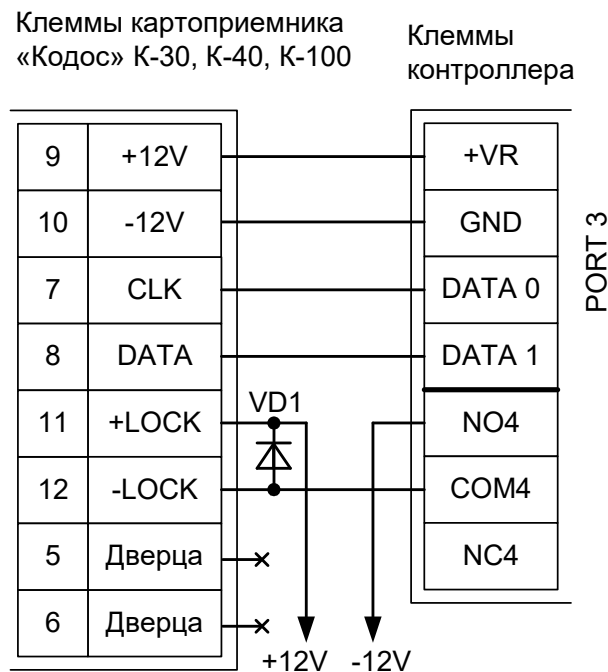 Клеммы картоприемника
«Кодос» К-30, К-40, К-100
Клеммы
контроллера
9 +12V +VR
10 -12V GND
7 CLK DATA 0
8 DATA DATA 1
PORT 3
VD1
11 +LOCK NO4
12 -LOCK COM4
5 Дверца NC4
6 Дверца
+12V -12V